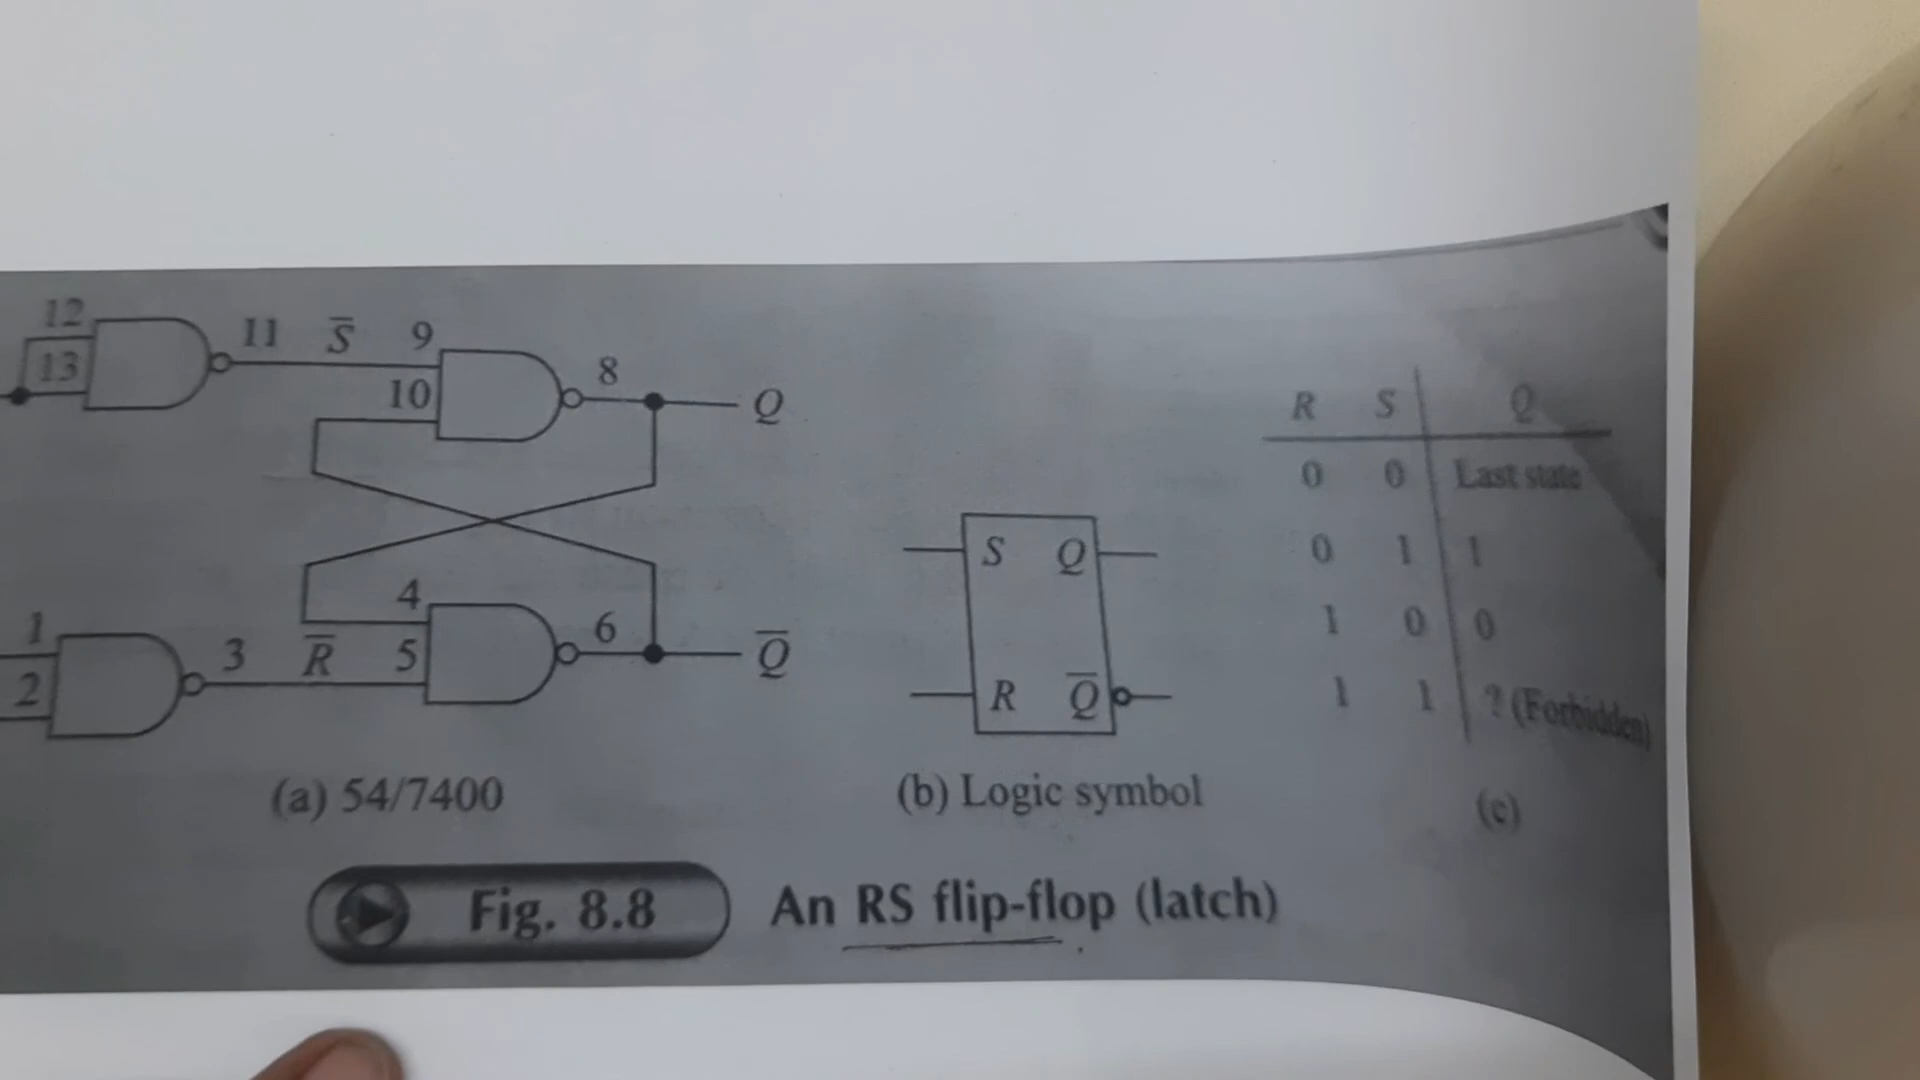 12
13
11 S̅ 9
10
8
Q
1
2
3 R̅ 5
4
6
Q̅
S Q
R Q̅
R S Q
0 0 Last state
0 1 1
1 0 0
1 1 ? (Forbidden)
(a) 54/7400
(b) Logic symbol
(c)
Fig. 8.8 An RS flip-flop (latch)